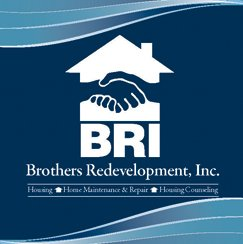 BRI
Brothers Redevelopment, Inc.
Housing Home Maintenance & Repair Housing Counseling